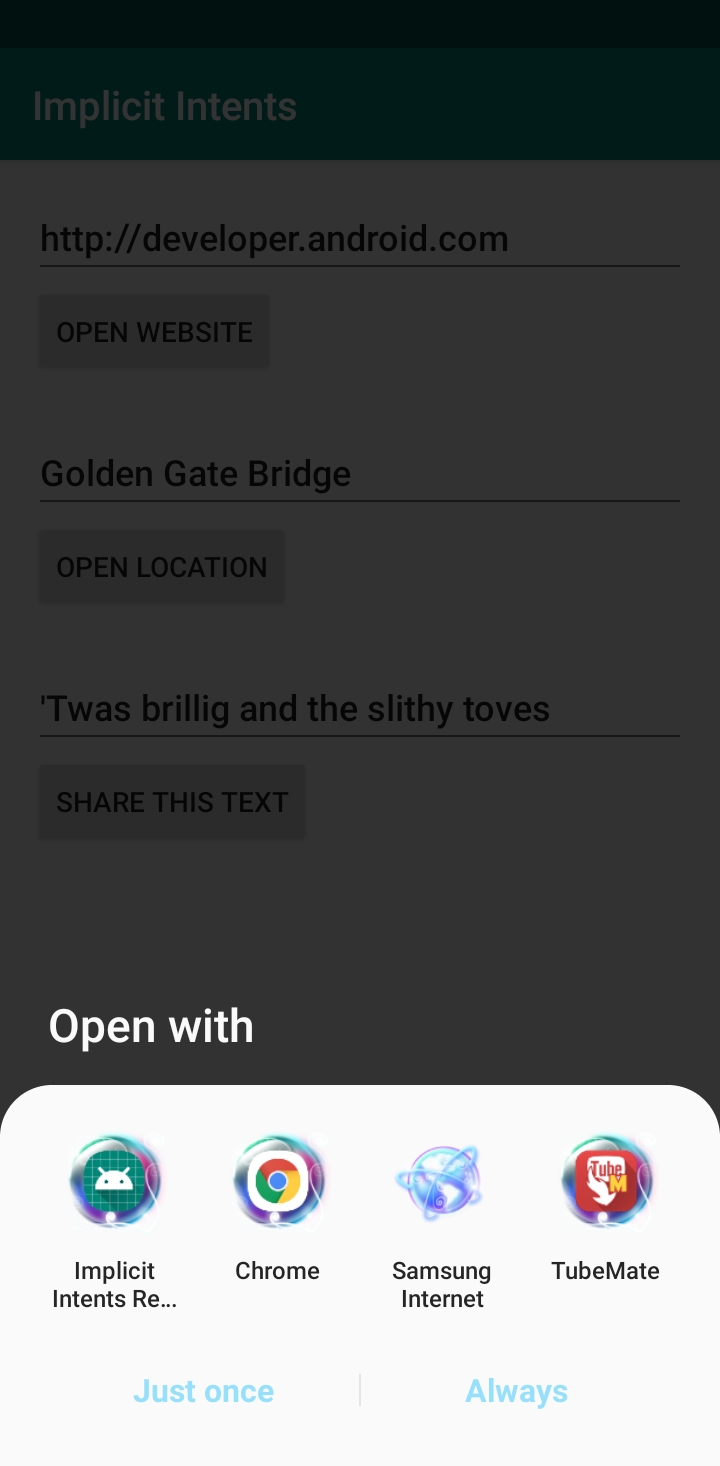 Implicit Intents
http://developer.android.com
OPEN WEBSITE
Golden Gate Bridge
OPEN LOCATION
'Twas brillig and the slithy toves
SHARE THIS TEXT
Open with
Implicit
Intents Re...
Chrome
Samsung
Internet
Tube
M
TubeMate
Just once
Always